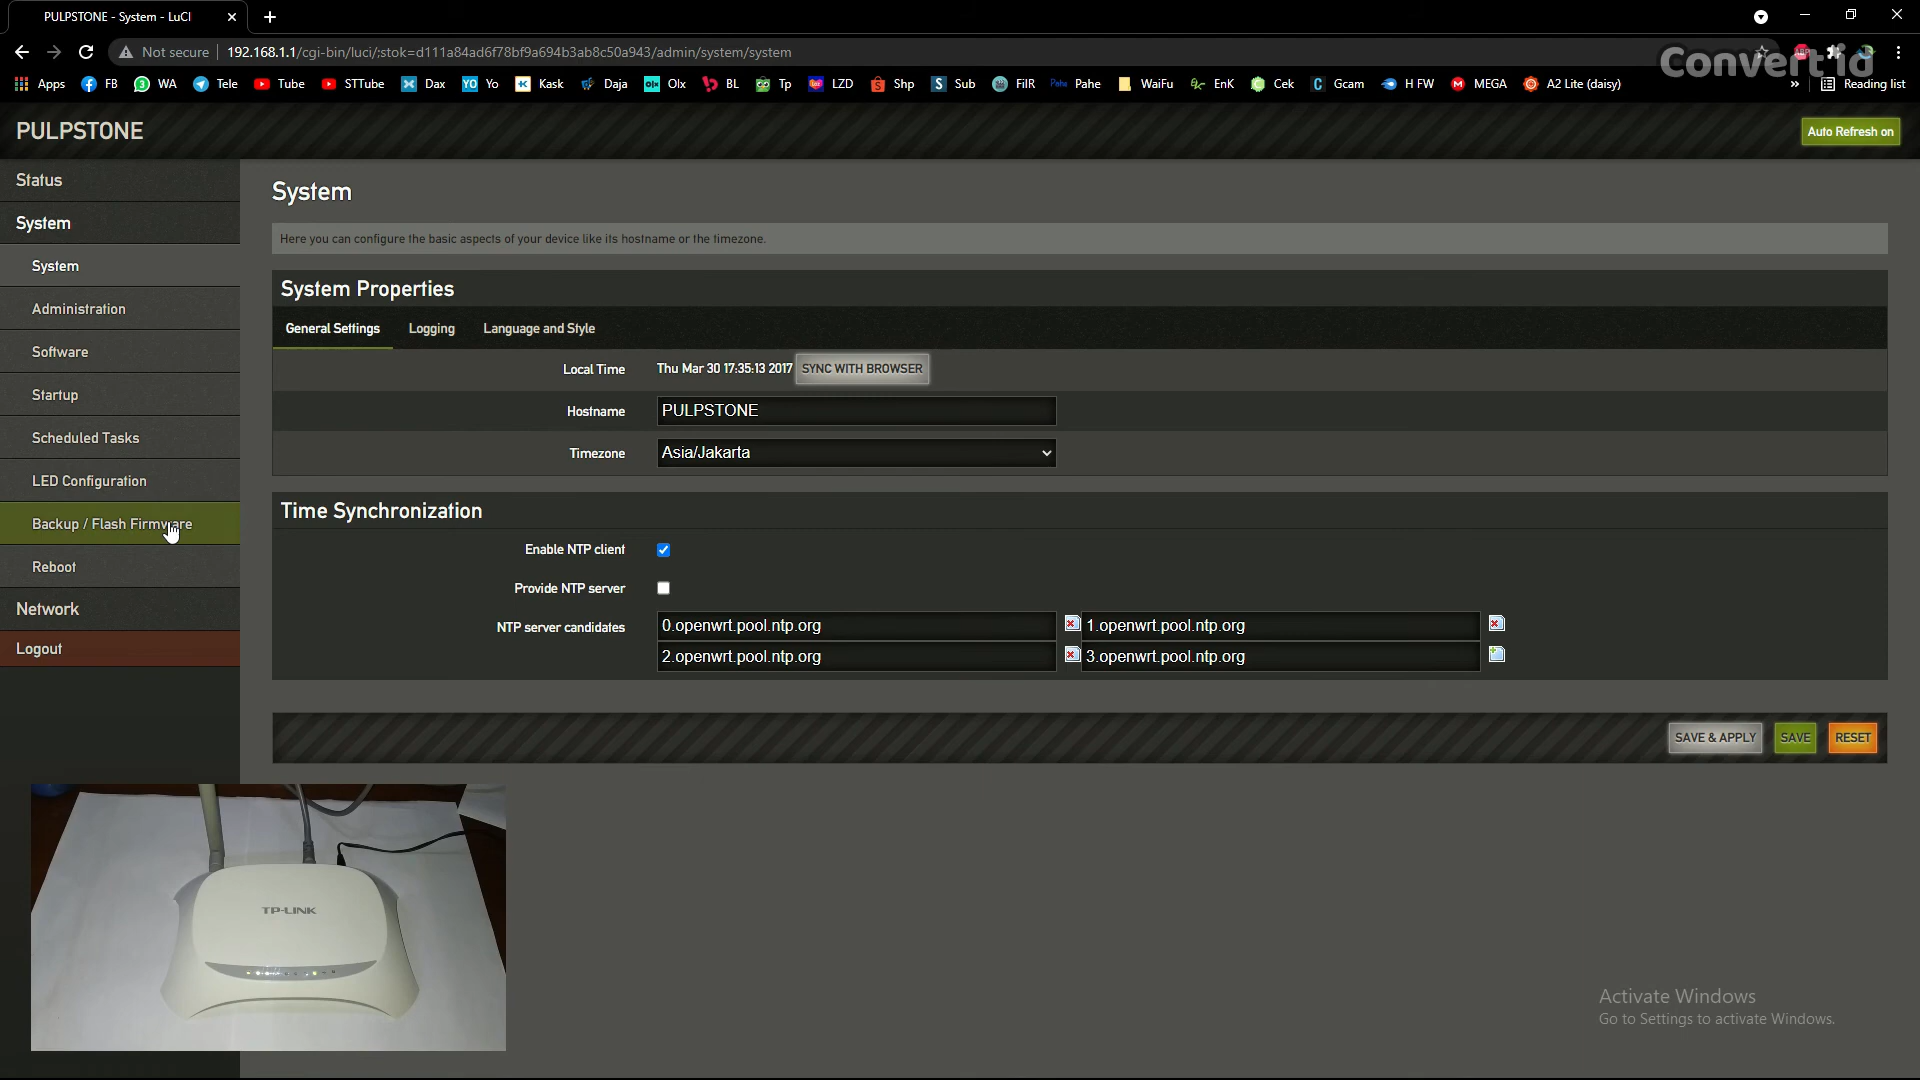 PULPSTONE - System - LuCI
Not secure 192.168.1.1/cgi-bin/luci/;stok=d111a84ad6f78bf9a694b3ab8c50a943/admin/system/system
Convert id
Apps FB WA Tele Tube STTube Dax Yo Kask Daja Olx BL Tp LZD Shp Sub FilR Pahe WaiFu EnK Cek Gcam H FW MEGA A2 Lite (daisy) » Reading list
PULPSTONE
Auto Refresh on
Status
System
System
Administration
Software
Startup
Scheduled Tasks
LED Configuration
Backup / Flash Firmware
Reboot
Network
Logout
System
Here you can configure the basic aspects of your device like its hostname or the timezone.
System Properties
General Settings Logging Language and Style
Local Time Thu Mar 30 17:35:13 2017 SYNC WITH BROWSER
Hostname PULPSTONE
Timezone Asia/Jakarta
Time Synchronization
Enable NTP client
Provide NTP server
NTP server candidates 0.openwrt.pool.ntp.org 1.openwrt.pool.ntp.org
2.openwrt.pool.ntp.org 3.openwrt.pool.ntp.org
SAVE & APPLY SAVE RESET
TP-LINK
Activate Windows
Go to Settings to activate Windows.